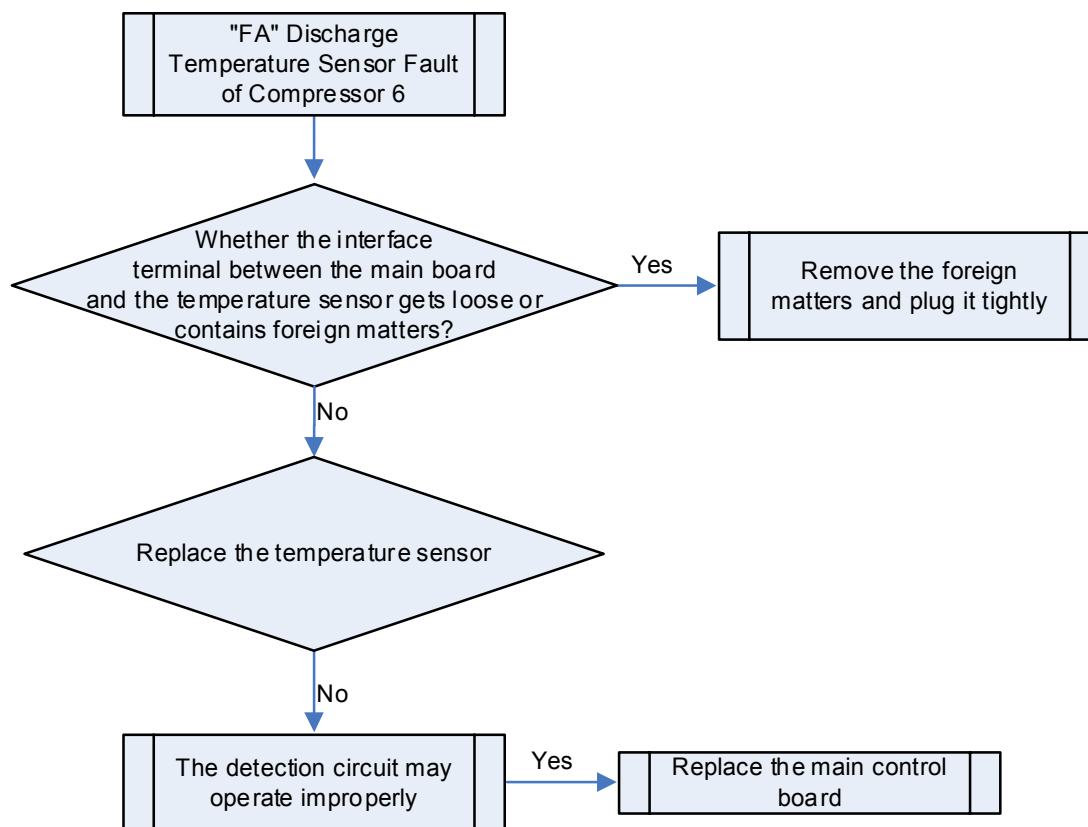 "FA" Discharge
Temperature Sensor Fault
of Compressor 6
Whether the interface
terminal between the main board
and the temperature sensor gets loose or
contains foreign matters?
Yes
Remove the foreign
matters and plug it tightly
No
Replace the temperature sensor
No
The detection circuit may
operate improperly
Yes
Replace the main control
board